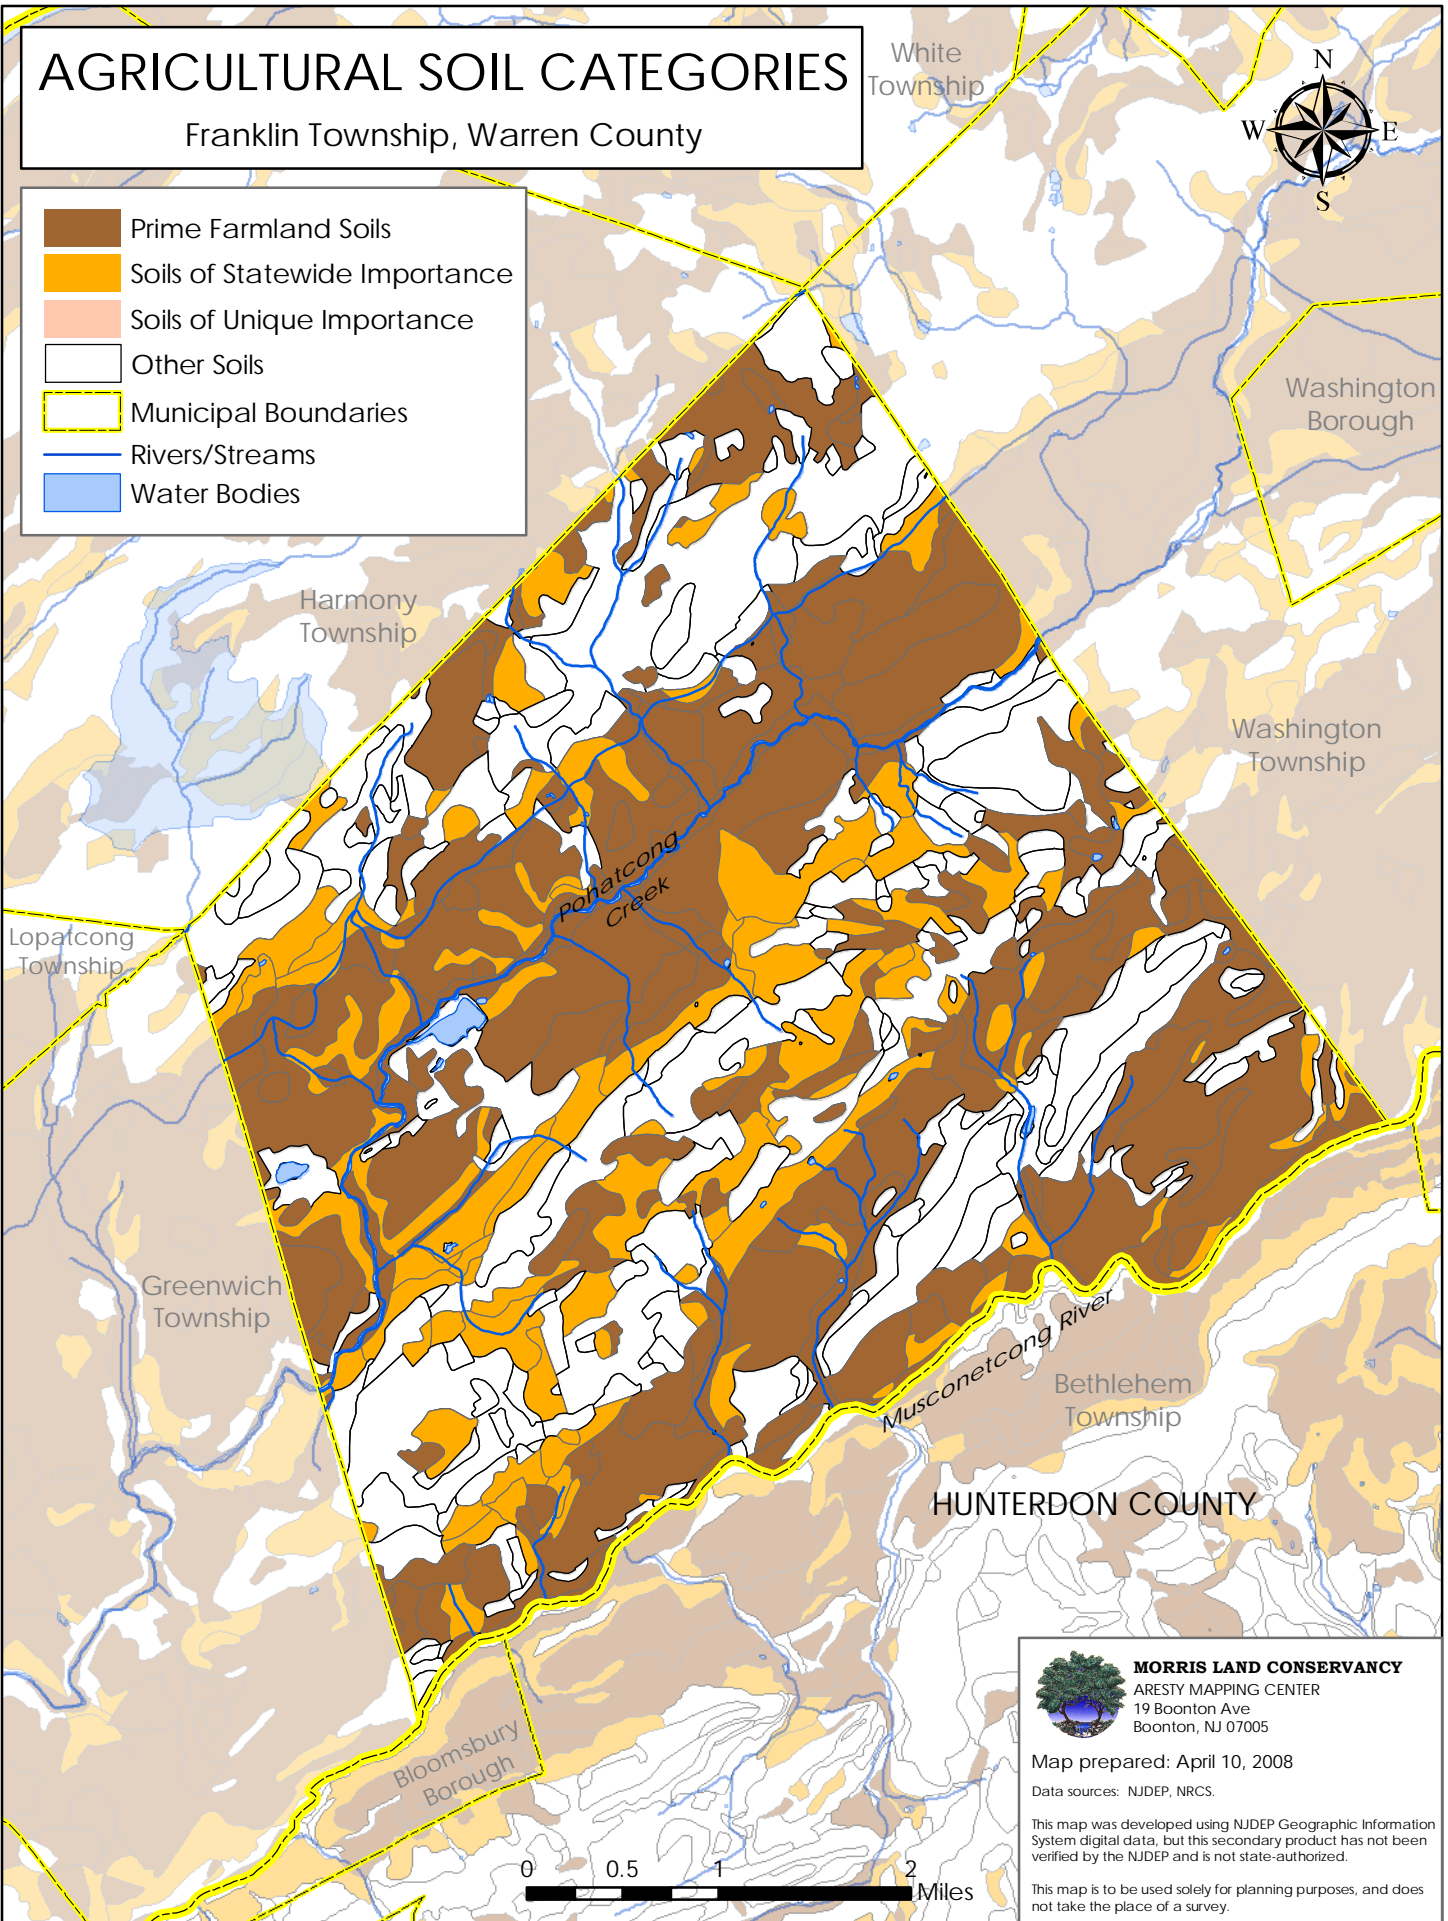 AGRICULTURAL SOIL CATEGORIES
Franklin Township, Warren County
Prime Farmland Soils
Soils of Statewide Importance
Soils of Unique Importance
Other Soils
Municipal Boundaries
Rivers/Streams
Water Bodies
White
Township
N
W
E
S
Washington
Borough
Harmony
Township
Washington
Township
Pohatcong
Creek
Lopatcong
Township
Greenwich
Township
Musconetcong River
Bethlehem
Township
HUNTERDON COUNTY
Bloomsbury
Borough
0
0.5
1
2
Miles
MORRIS LAND CONSERVANCY
ARESTY MAPPING CENTER
19 Boonton Ave
Boonton, NJ 07005
Map prepared: April 10, 2008
Data sources: NJDEP, NRCS.
This map was developed using NJDEP Geographic Information
System digital data, but this secondary product has not been
verified by the NJDEP and is not state-authorized.
This map is to be used solely for planning purposes, and does
not take the place of a survey.